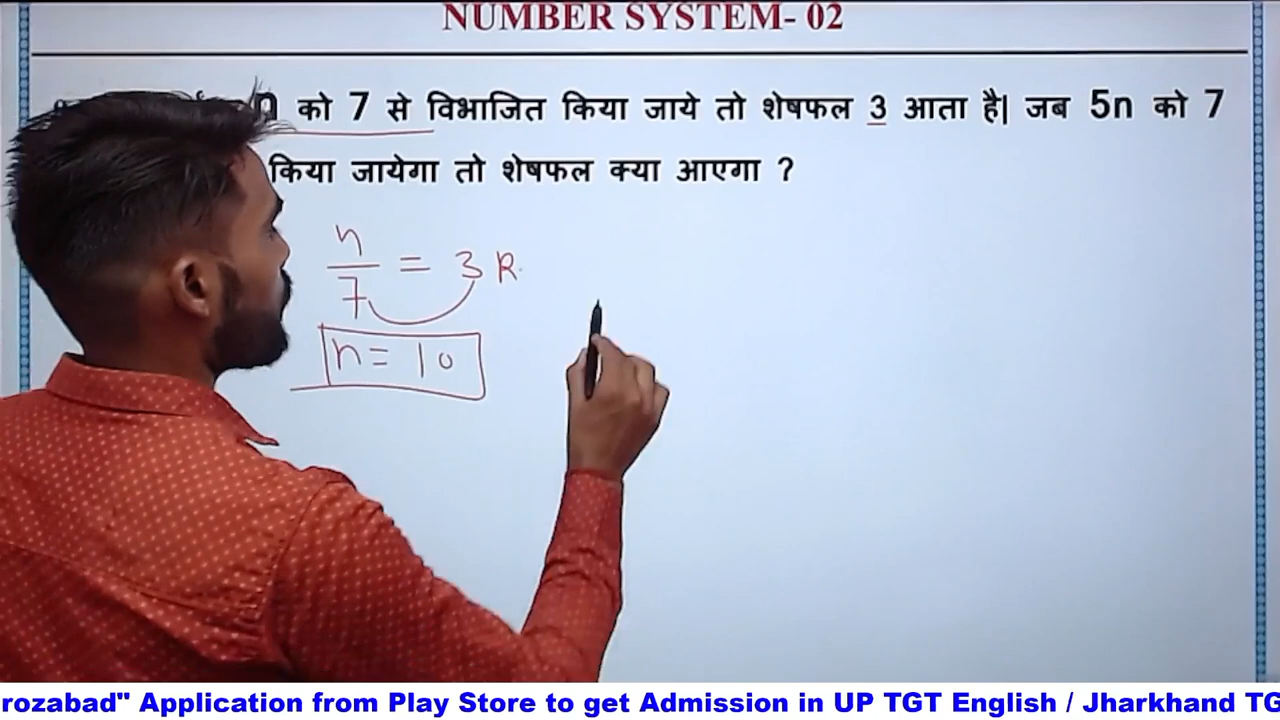 NUMBER SYSTEM- 02
n को 7 से विभाजित किया जाये तो शेषफल 3 आता है| जब 5n को 7
किया जायेगा तो शेषफल क्या आएगा ?
n
7 = 3 R.
n = 10
rozabad" Application from Play Store to get Admission in UP TGT English / Jharkhand TG